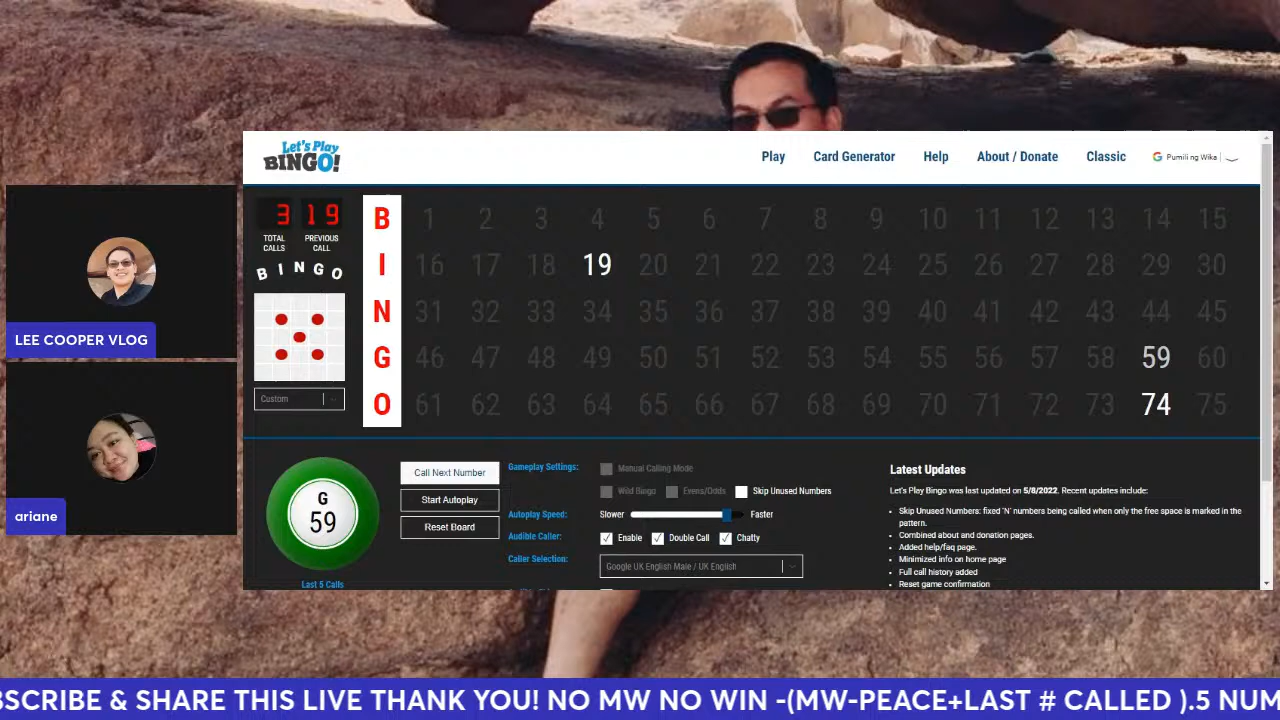 Let's Play
BINGO!
Play
Card Generator
Help
About / Donate
Classic
G Pumili ng Wika
3 19
TOTAL CALLS
PREVIOUS CALL
BINGO
Custom
B 1 2 3 4 5 6 7 8 9 10 11 12 13 14 15
I 16 17 18 19 20 21 22 23 24 25 26 27 28 29 30
N 31 32 33 34 35 36 37 38 39 40 41 42 43 44 45
G 46 47 48 49 50 51 52 53 54 55 56 57 58 59 60
O 61 62 63 64 65 66 67 68 69 70 71 72 73 74 75
LEE COOPER VLOG
ariane
G
59
Last 5 Calls
Call Next Number
Start Autoplay
Reset Board
Gameplay Settings:
Manual Calling Mode
Wild Bingo
Evens/Odds
Skip Unused Numbers
Autoplay Speed:
Slower
Faster
Audible Caller:
Enable
Double Call
Chatty
Caller Selection:
Google UK English Male / UK English
Latest Updates
Let's Play Bingo was last updated on 5/8/2022. Recent updates include:
Skip Unused Numbers: fixed 'N' numbers being called when only the free space is marked in the
pattern.
Combined about and donation pages.
Added help/faq page.
Minimized info on home page
Full call history added
Reset game confirmation
BSCRIBE & SHARE THIS LIVE THANK YOU! NO MW NO WIN -(MW-PEACE+LAST # CALLED ).5 NUM